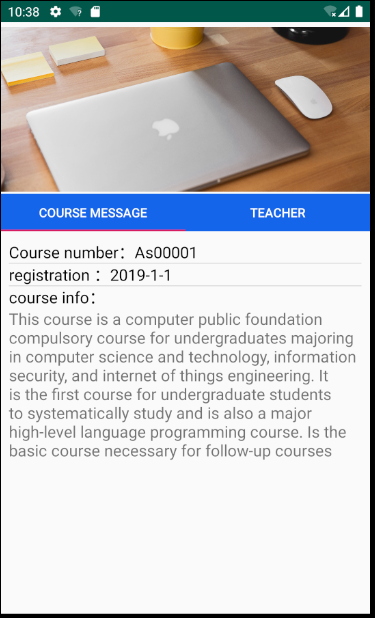 10:38
COURSE MESSAGE TEACHER
Course number：As00001
registration ：2019-1-1
course info：
This course is a computer public foundation
compulsory course for undergraduates majoring
in computer science and technology, information
security, and internet of things engineering. It
is the first course for undergraduate students
to systematically study and is also a major
high-level language programming course. Is the
basic course necessary for follow-up courses